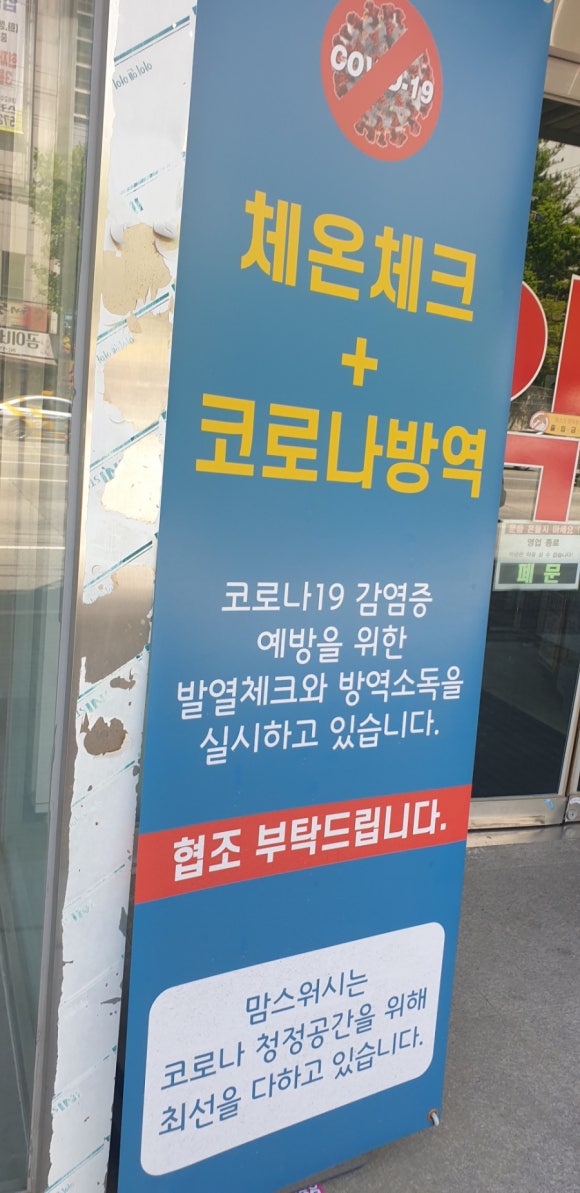 COVID-19
체온체크
+
코로나방역
코로나19 감염증
예방을 위한
발열체크와 방역소독을
실시하고 있습니다.
협조 부탁드립니다.
맘스위시는
코로나 청정공간을 위해
최선을 다하고 있습니다.
영업 종료
폐 문